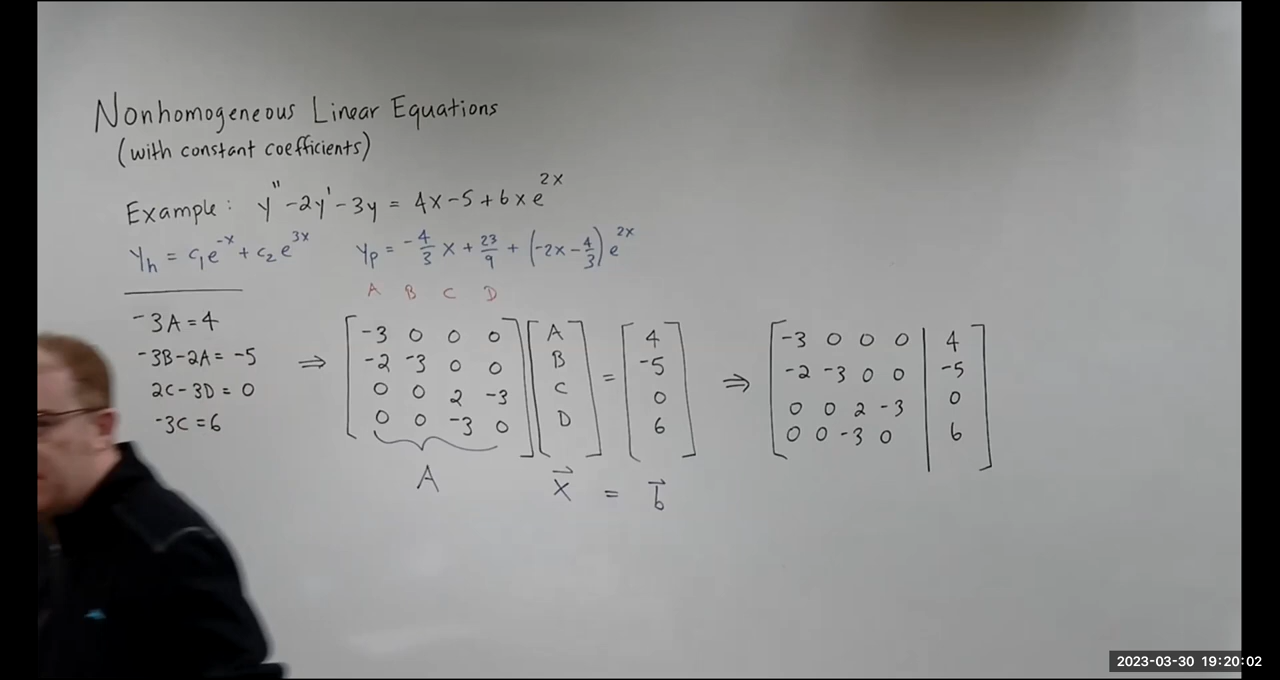 Nonhomogeneous Linear Equations
(with constant coefficients)
Example: y'' - 2y' - 3y = 4x - 5 + 6xe^{2x}
y_h = c_1e^{-x} + c_2e^{3x}    y_p = -4/3 x + 23/9 + (-2x - 4/3)e^{2x}
A B C D
-3A = 4
-3B - 2A = -5
2C - 3D = 0
-3C = 6
⇒ [-3 0 0 0] [A] = [4]
[-2 -3 0 0] [B] [-5]
[0 0 2 -3] [C] [0]
[0 0 -3 0] [D] [6]
A x⃗ = b⃗
⇒ [-3 0 0 0 | 4]
[-2 -3 0 0 | -5]
[0 0 2 -3 | 0]
[0 0 -3 0 | 6]
2023-03-30 19:20:02